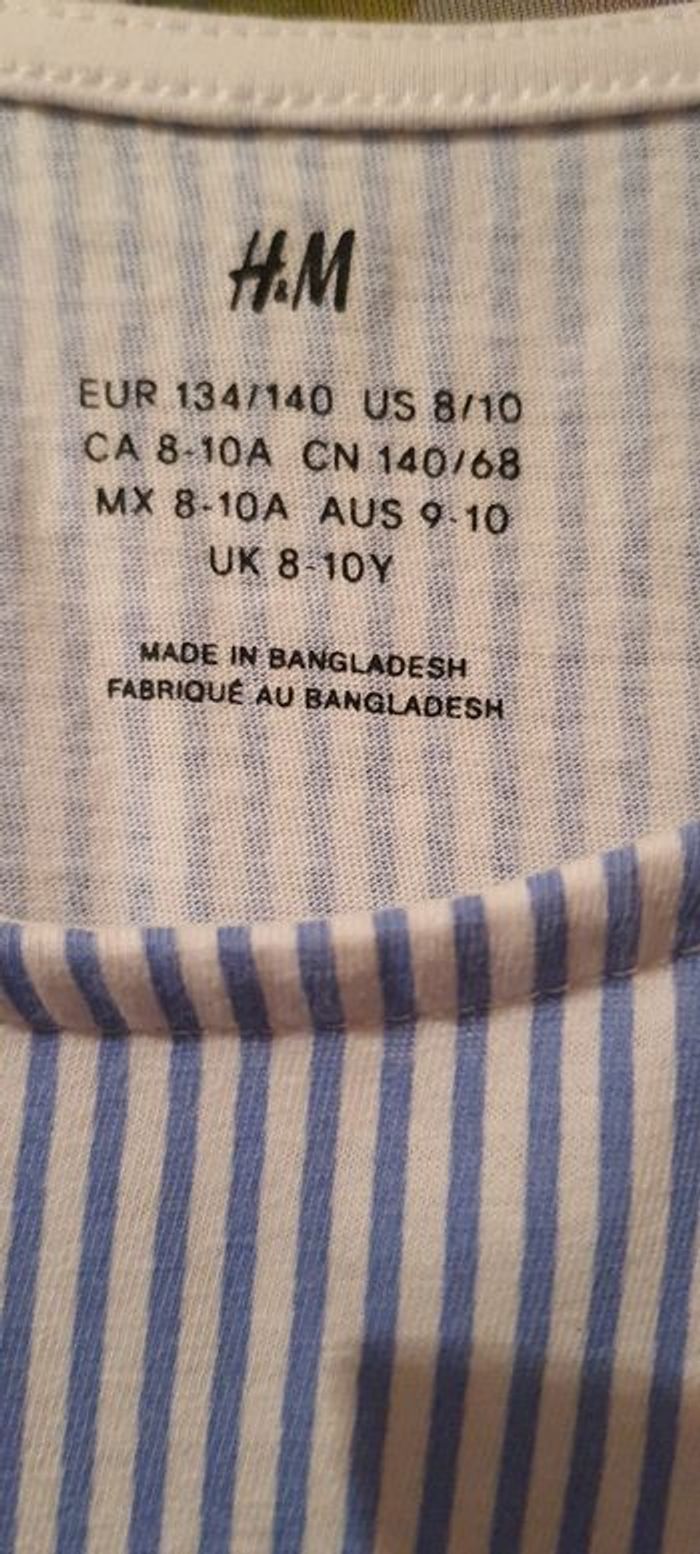 H&M
EUR 134/140 US 8/10
CA 8-10A CN 140/68
MX 8-10A AUS 9-10
UK 8-10Y
MADE IN BANGLADESH
FABRIQUÉ AU BANGLADESH